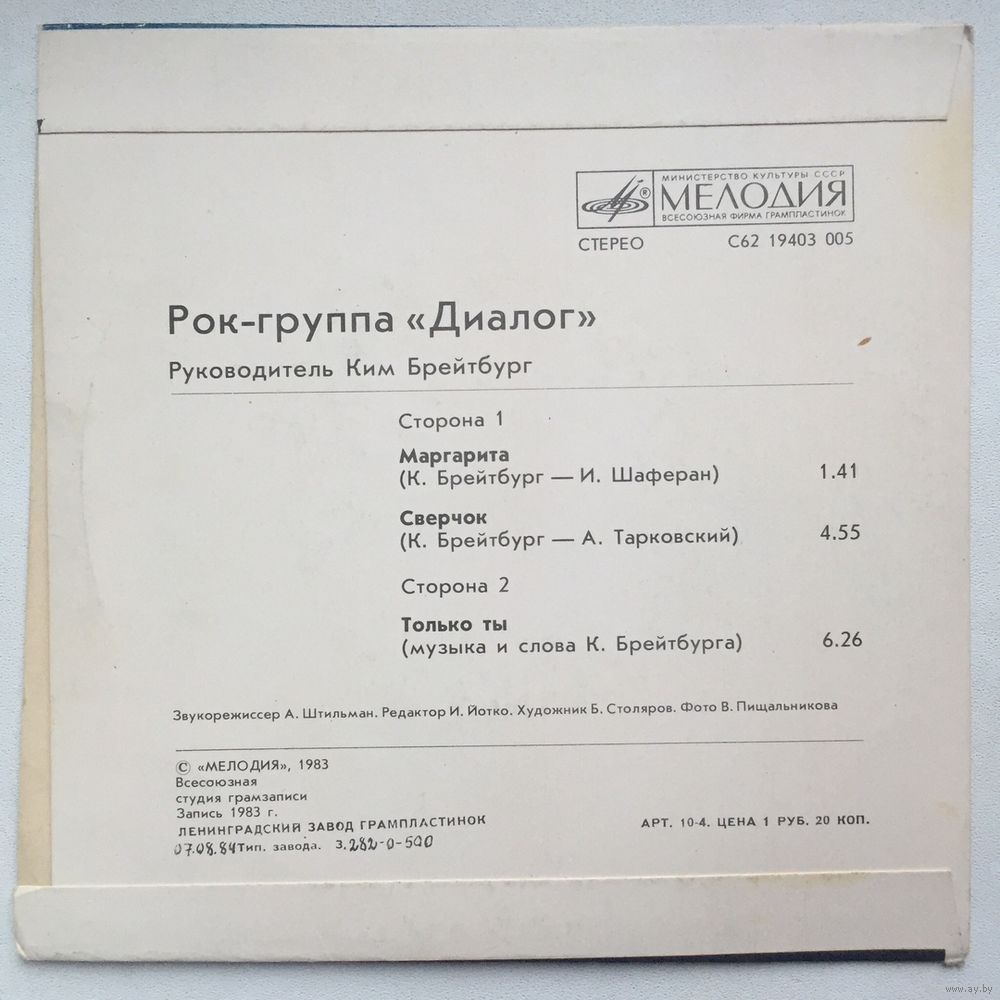 МИНИСТЕРСТВО КУЛЬТУРЫ СССР
МЕЛОДИЯ
ВСЕСОЮЗНАЯ ФИРМА ГРАМПЛАСТИНОК
®
СТЕРЕО С62 19403 005
Рок-группа «Диалог»
Руководитель Ким Брейтбург
Сторона 1
Маргарита
(К. Брейтбург — И. Шаферан) 1.41
Сверчок
(К. Брейтбург — А. Тарковский) 4.55
Сторона 2
Только ты
(музыка и слова К. Брейтбурга) 6.26
Звукорежиссер А. Штильман. Редактор И. Йотко. Художник Б. Столяров. Фото В. Пищальникова
© «МЕЛОДИЯ», 1983
Всесоюзная
студия грамзаписи
Запись 1983 г.
ЛЕНИНГРАДСКИЙ ЗАВОД ГРАМПЛАСТИНОК
АРТ. 10-4. ЦЕНА 1 РУБ. 20 КОП.
07.08.84 Тип. завода. З. 282-0-500
www.ay.by